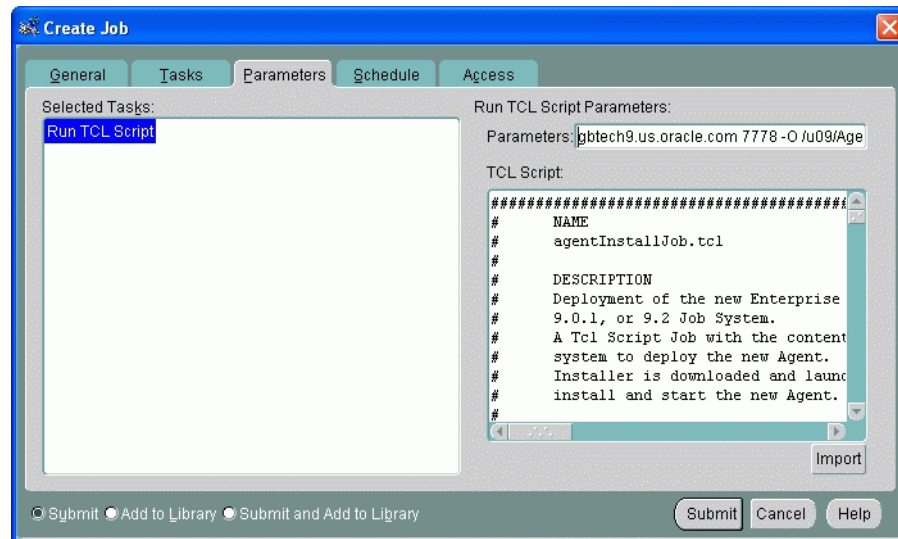 Create Job
General Tasks Parameters Schedule Access
Selected Tasks:
Run TCL Script
Run TCL Script Parameters:
Parameters: gbtech9.us.oracle.com 7778 -O /u09/Age
TCL Script:
########################################
# NAME
# agentInstallJob.tcl
#
# DESCRIPTION
# Deployment of the new Enterprise
# 9.0.1, or 9.2 Job System.
# A Tcl Script Job with the content
# system to deploy the new Agent.
# Installer is downloaded and launc
# install and start the new Agent.
#
Import
Submit Add to Library Submit and Add to Library
Submit Cancel Help